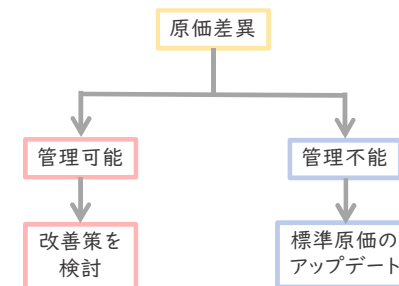 原価差異
管理可能
管理不能
改善策を
検討
標準原価の
アップデート